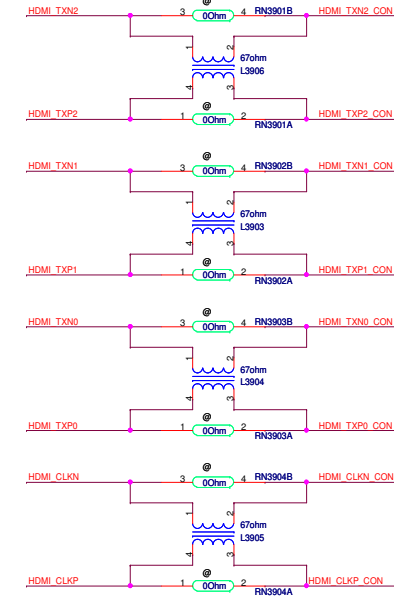 @
HDMI_TXN2 3 0Ohm 4 RN3901B HDMI_TXN2_CON
1 2
67ohm
L3906
4 3
@
HDMI_TXP2 1 0Ohm 2 HDMI_TXP2_CON
RN3901A
@
HDMI_TXN1 3 0Ohm 4 RN3902B HDMI_TXN1_CON
1 2
67ohm
L3903
4 3
@
HDMI_TXP1 1 0Ohm 2 HDMI_TXP1_CON
RN3902A
@
HDMI_TXN0 3 0Ohm 4 RN3903B HDMI_TXN0_CON
1 2
67ohm
L3904
4 3
@
HDMI_TXP0 1 0Ohm 2 HDMI_TXP0_CON
RN3903A
@
HDMI_CLKN 3 0Ohm 4 RN3904B HDMI_CLKN_CON
1 2
67ohm
L3905
4 3
@
HDMI_CLKP 1 0Ohm 2 HDMI_CLKP_CON
RN3904A